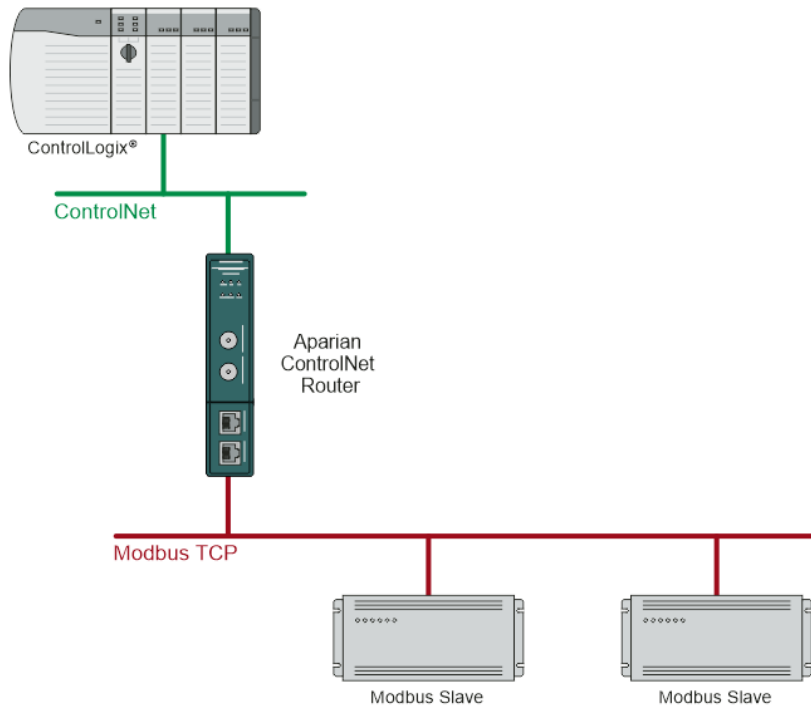 ControlLogix®
ControlNet
Aparian
ControlNet
Router
Modbus TCP
Modbus Slave
Modbus Slave